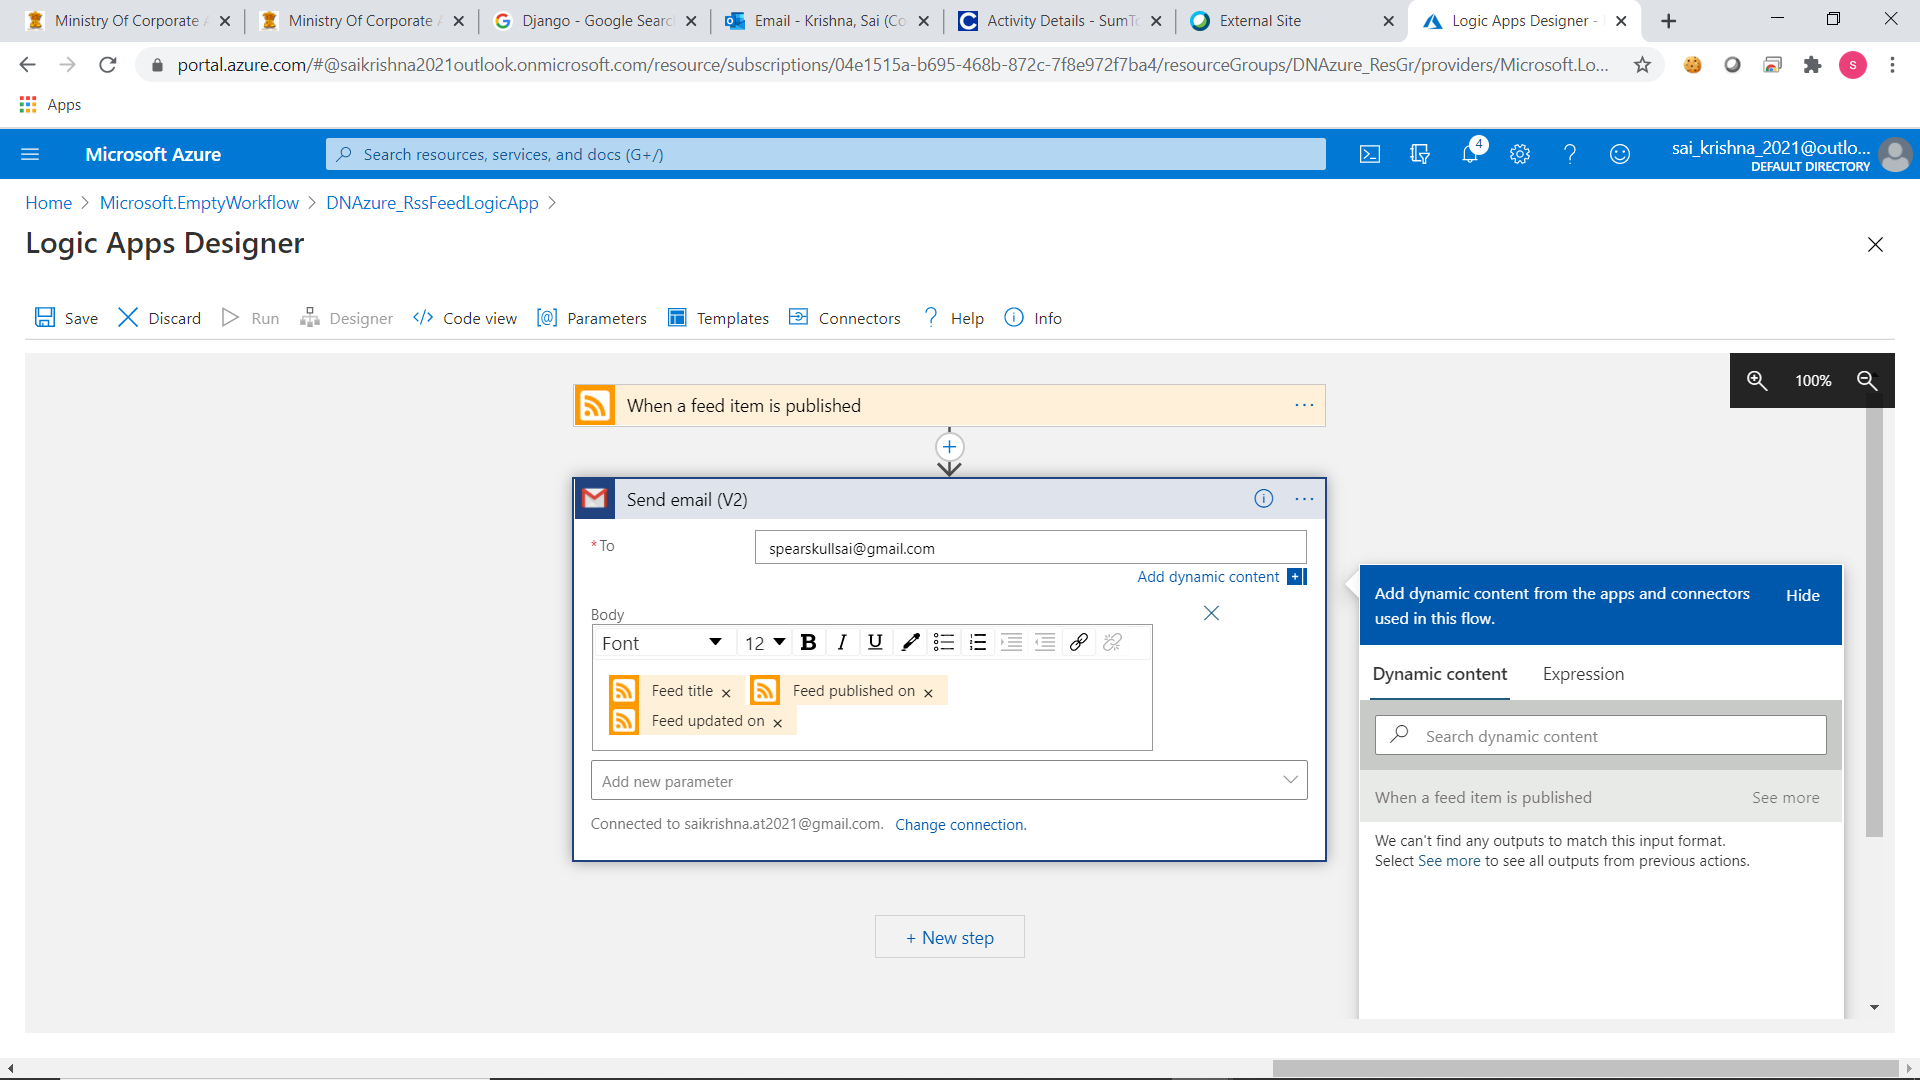 Ministry Of Corporate A
Ministry Of Corporate A
Django - Google Searc
Email - Krishna, Sai (Co
Activity Details - SumTo
External Site
Logic Apps Designer -
portal.azure.com/#@saikrishna2021outlook.onmicrosoft.com/resource/subscriptions/04e1515a-b695-468b-872c-7f8e972f7ba4/resourceGroups/DNAzure_ResGr/providers/Microsoft.Lo...
S
Apps
Microsoft Azure
Search resources, services, and docs (G+/)
4
sai_krishna_2021@outlo...
DEFAULT DIRECTORY
Home > Microsoft.EmptyWorkflow > DNAzure_RssFeedLogicApp >
Logic Apps Designer
Save
Discard
Run
Designer
Code view
Parameters
Templates
Connectors
Help
Info
100%
When a feed item is published
Send email (V2)
* To
spearskullsai@gmail.com
Add dynamic content
Body
Font
12
B I U
Feed title
Feed published on
Feed updated on
Add new parameter
Connected to saikrishna.at2021@gmail.com. Change connection.
+ New step
Add dynamic content from the apps and connectors
used in this flow.
Hide
Dynamic content
Expression
Search dynamic content
When a feed item is published
See more
We can't find any outputs to match this input format.
Select See more to see all outputs from previous actions.